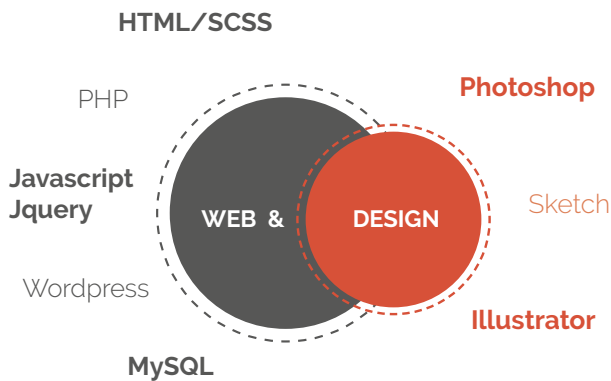 HTML/SCSS
Photoshop
PHP
Javascript
Jquery
WEB & DESIGN
Sketch
Wordpress
Illustrator
MySQL